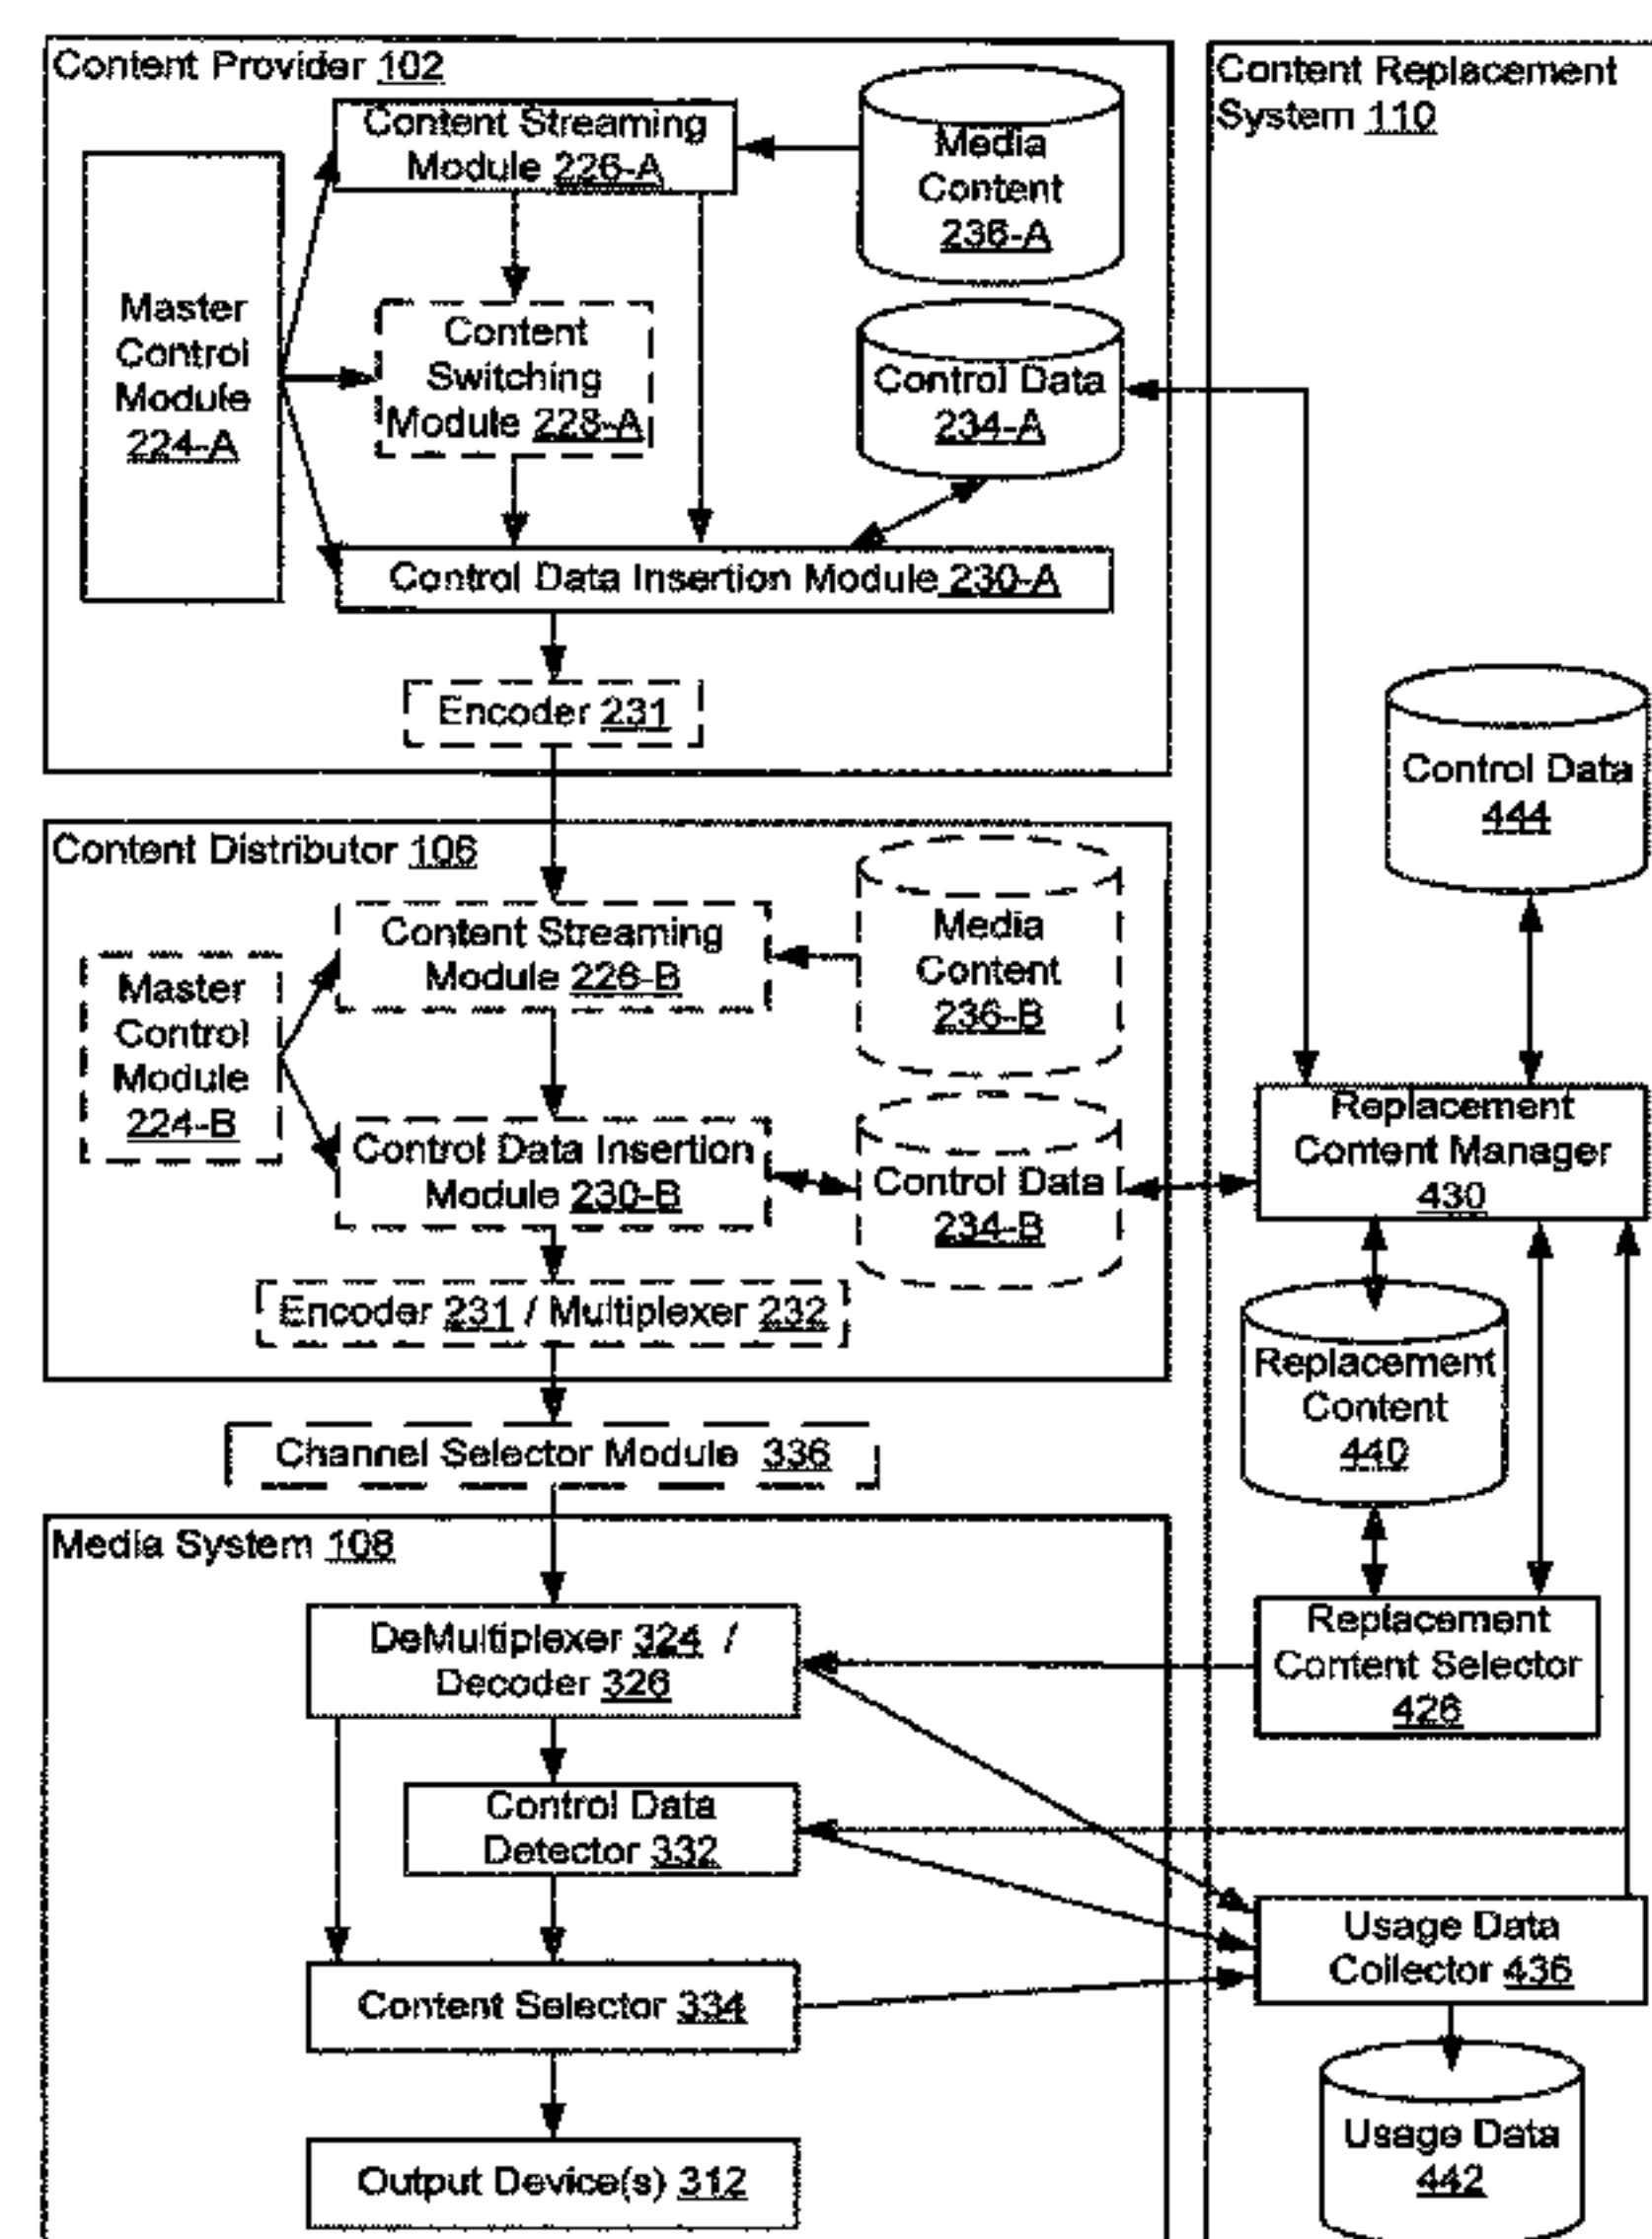 Content Provider 102
Content Streaming
Module 226-A
Media
Content
236-A
Master
Control
Module
224-A
Content
Switching
Module 228-A
Control Data
234-A
Control Data Insertion Module 230-A
Encoder 231
Content Distributor 106
Content Streaming
Module 226-B
Media
Content
236-B
Master
Control
Module
224-B
Control Data Insertion
Module 230-B
Control Data
234-B
Encoder 231 / Multiplexer 232
Channel Selector Module 336
Media System 108
DeMultiplexer 324 /
Decoder 326
Control Data
Detector 332
Content Selector 334
Output Device(s) 312
Content Replacement
System 110
Control Data
444
Replacement
Content Manager
430
Replacement
Content
440
Replacement
Content Selector
426
Usage Data
Collector 436
Usage Data
442